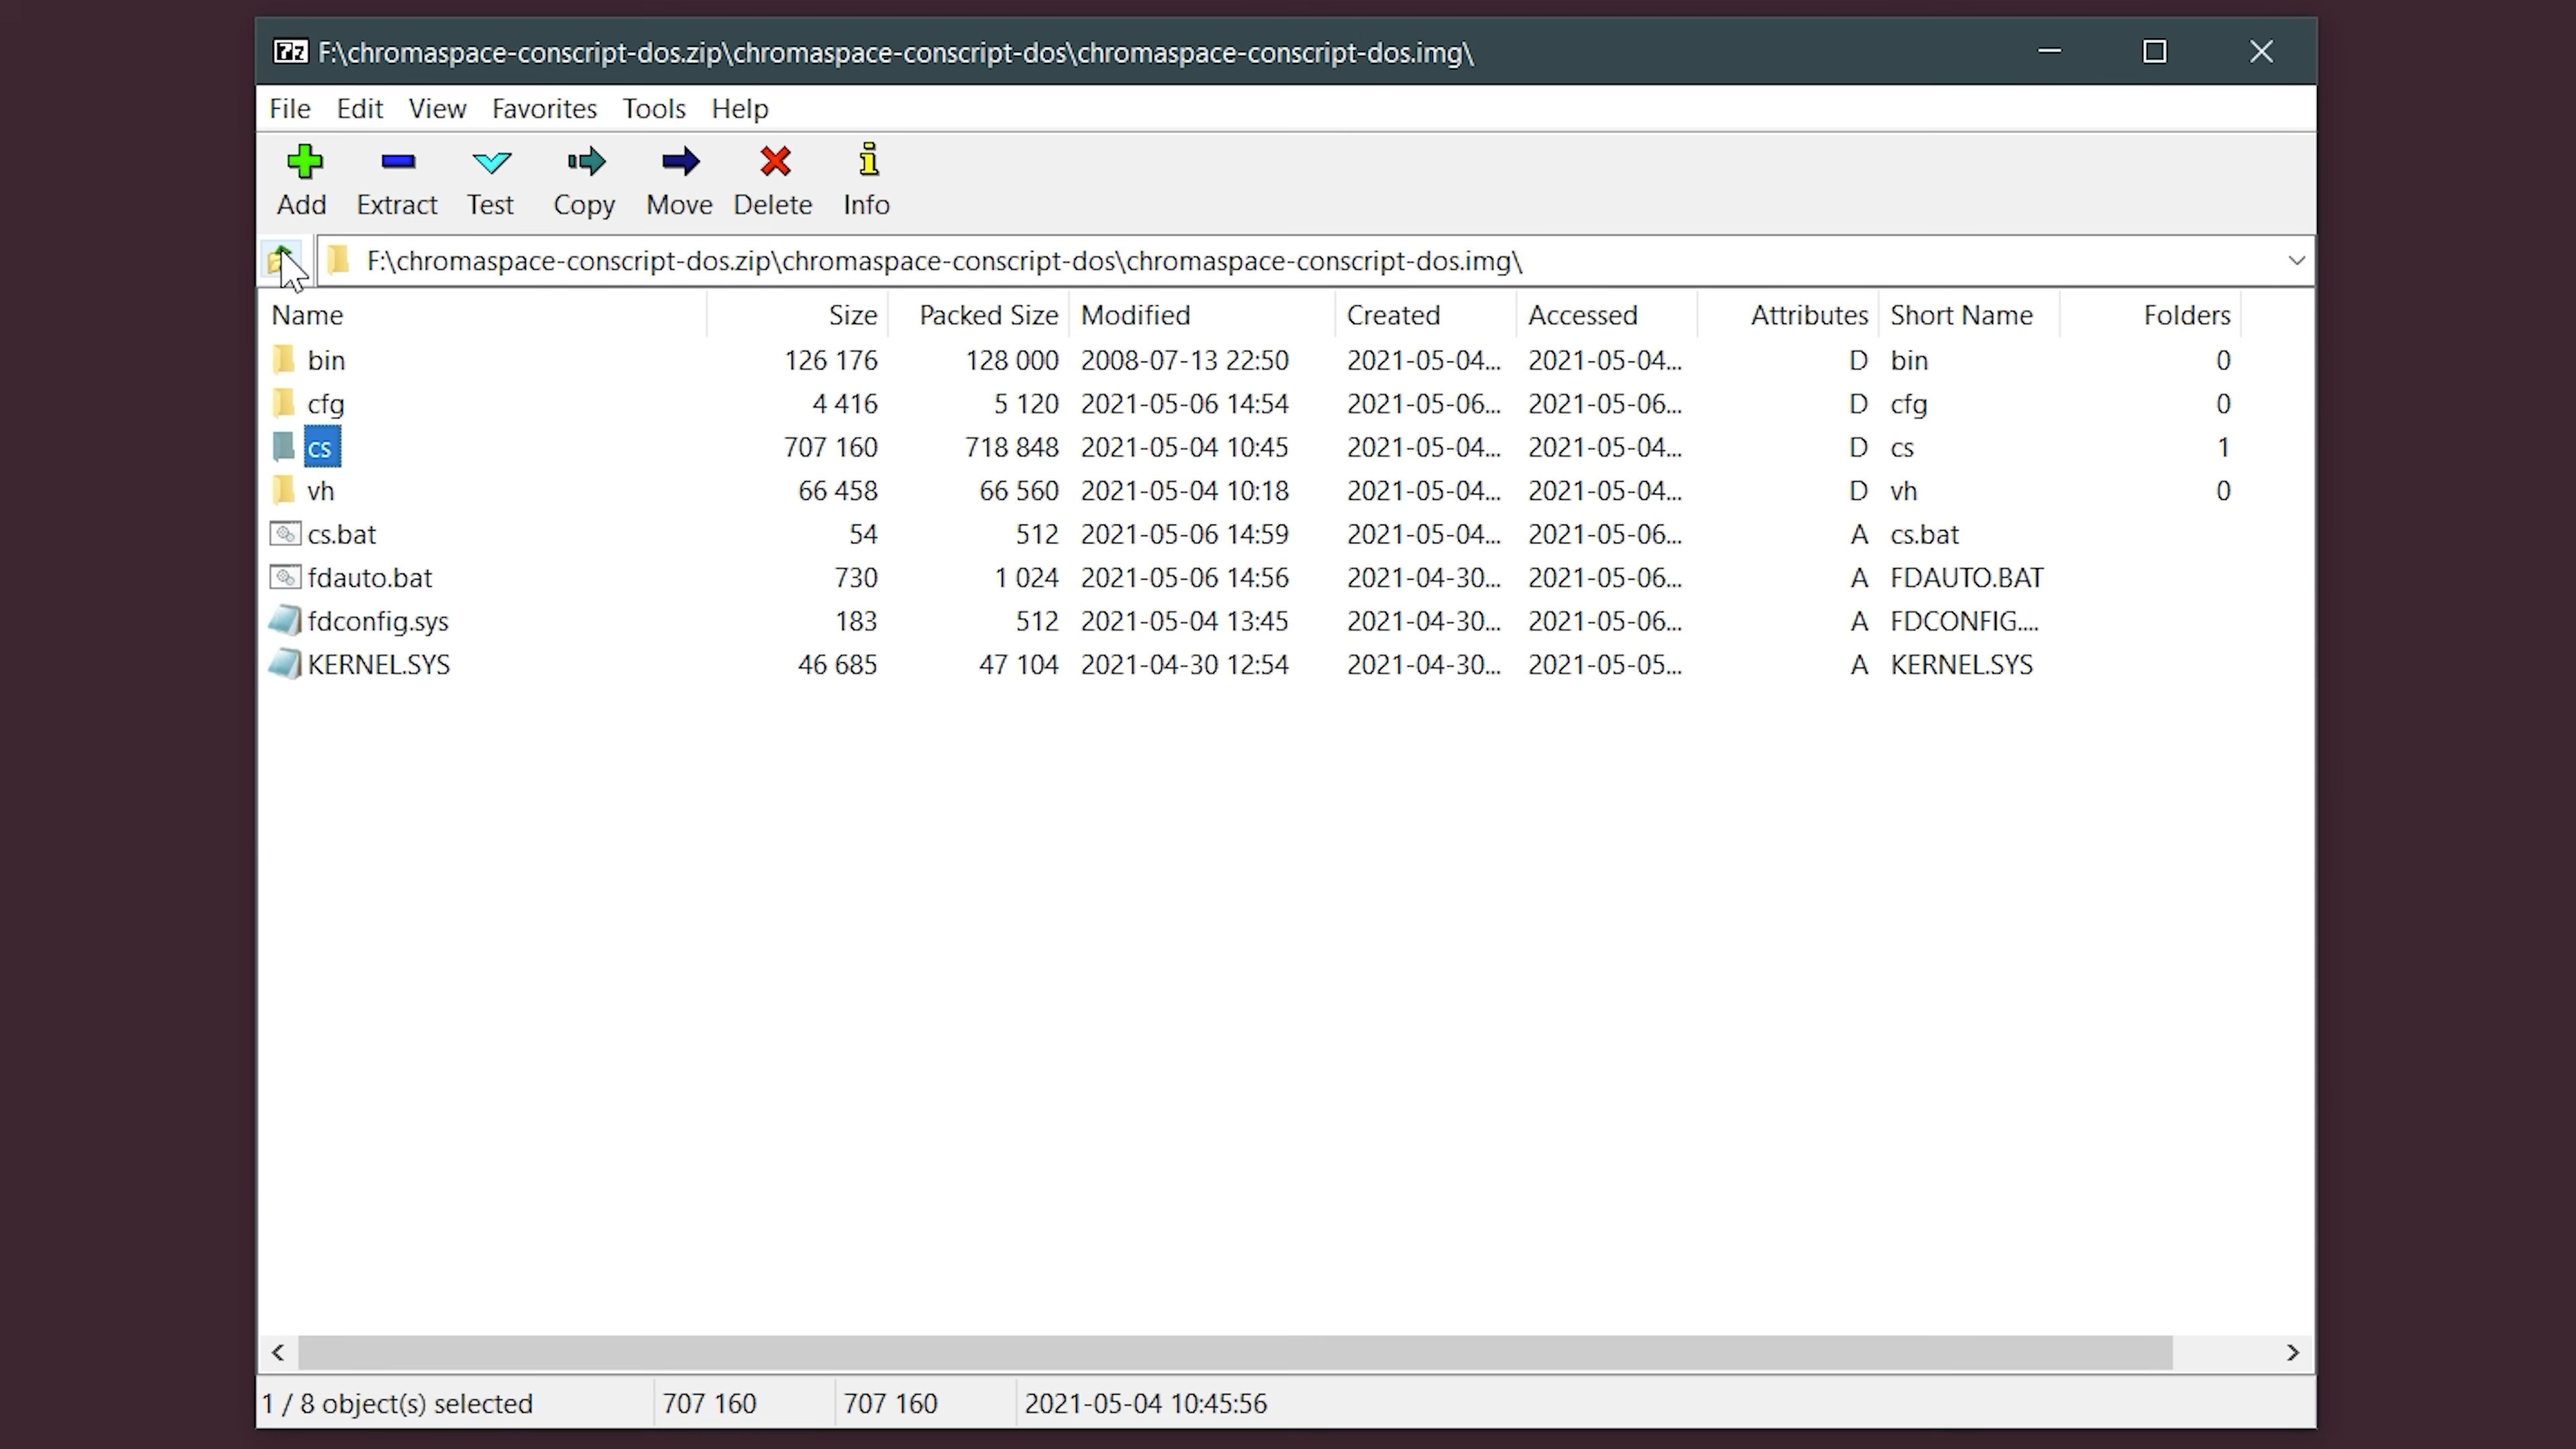 7z F:\chromaspace-conscript-dos.zip\chromaspace-conscript-dos\chromaspace-conscript-dos.img\
File Edit View Favorites Tools Help
Add Extract Test Copy Move Delete Info
F:\chromaspace-conscript-dos.zip\chromaspace-conscript-dos\chromaspace-conscript-dos.img\
Name Size Packed Size Modified Created Accessed Attributes Short Name Folders
bin 126 176 128 000 2008-07-13 22:50 2021-05-04... 2021-05-04... D bin 0
cfg 4 416 5 120 2021-05-06 14:54 2021-05-06... 2021-05-06... D cfg 0
cs 707 160 718 848 2021-05-04 10:45 2021-05-04... 2021-05-04... D cs 1
vh 66 458 66 560 2021-05-04 10:18 2021-05-04... 2021-05-04... D vh 0
cs.bat 54 512 2021-05-06 14:59 2021-05-04... 2021-05-06... A cs.bat
fdauto.bat 730 1 024 2021-05-06 14:56 2021-04-30... 2021-05-06... A FDAUTO.BAT
fdconfig.sys 183 512 2021-05-04 13:45 2021-04-30... 2021-05-06... A FDCONFIG....
KERNEL.SYS 46 685 47 104 2021-04-30 12:54 2021-04-30... 2021-05-05... A KERNEL.SYS
1 / 8 object(s) selected 707 160 707 160 2021-05-04 10:45:56